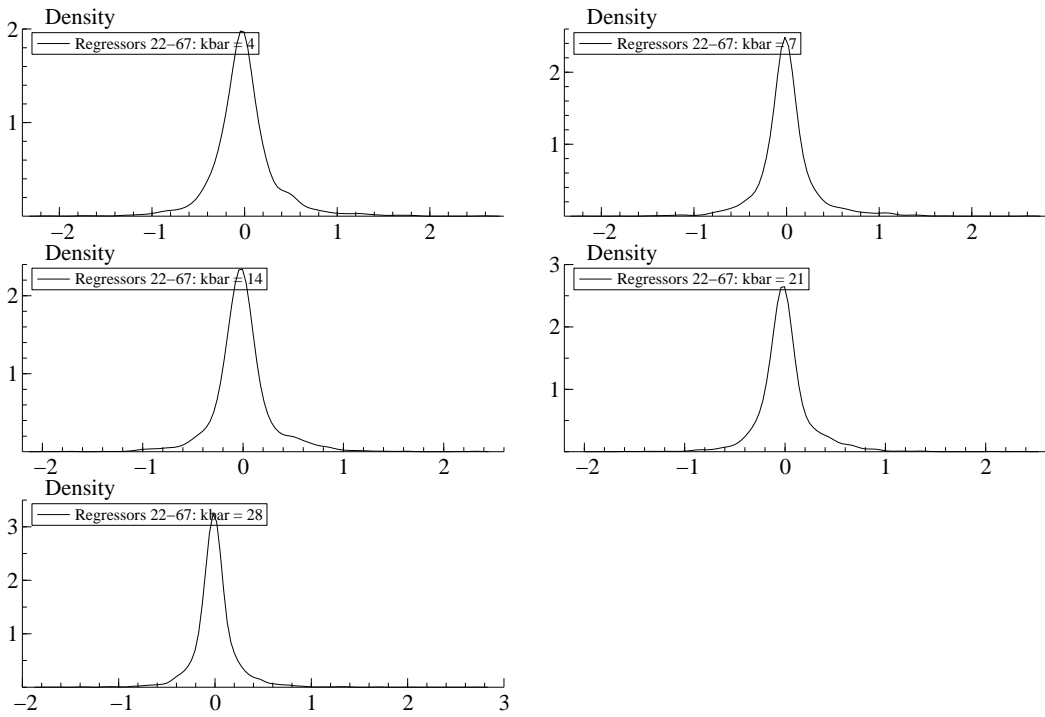 Density
Regressors 22−67: kbar = 4
2
1
−2 −1 0 1 2
Density
Regressors 22−67: kbar = 7
2
1
−2 −1 0 1 2
Density
Regressors 22−67: kbar = 14
2
1
−2 −1 0 1 2
Density
3
Regressors 22−67: kbar = 21
2
1
−2 −1 0 1 2
Density
Regressors 22−67: kbar = 28
3
2
1
−2 −1 0 1 2 3